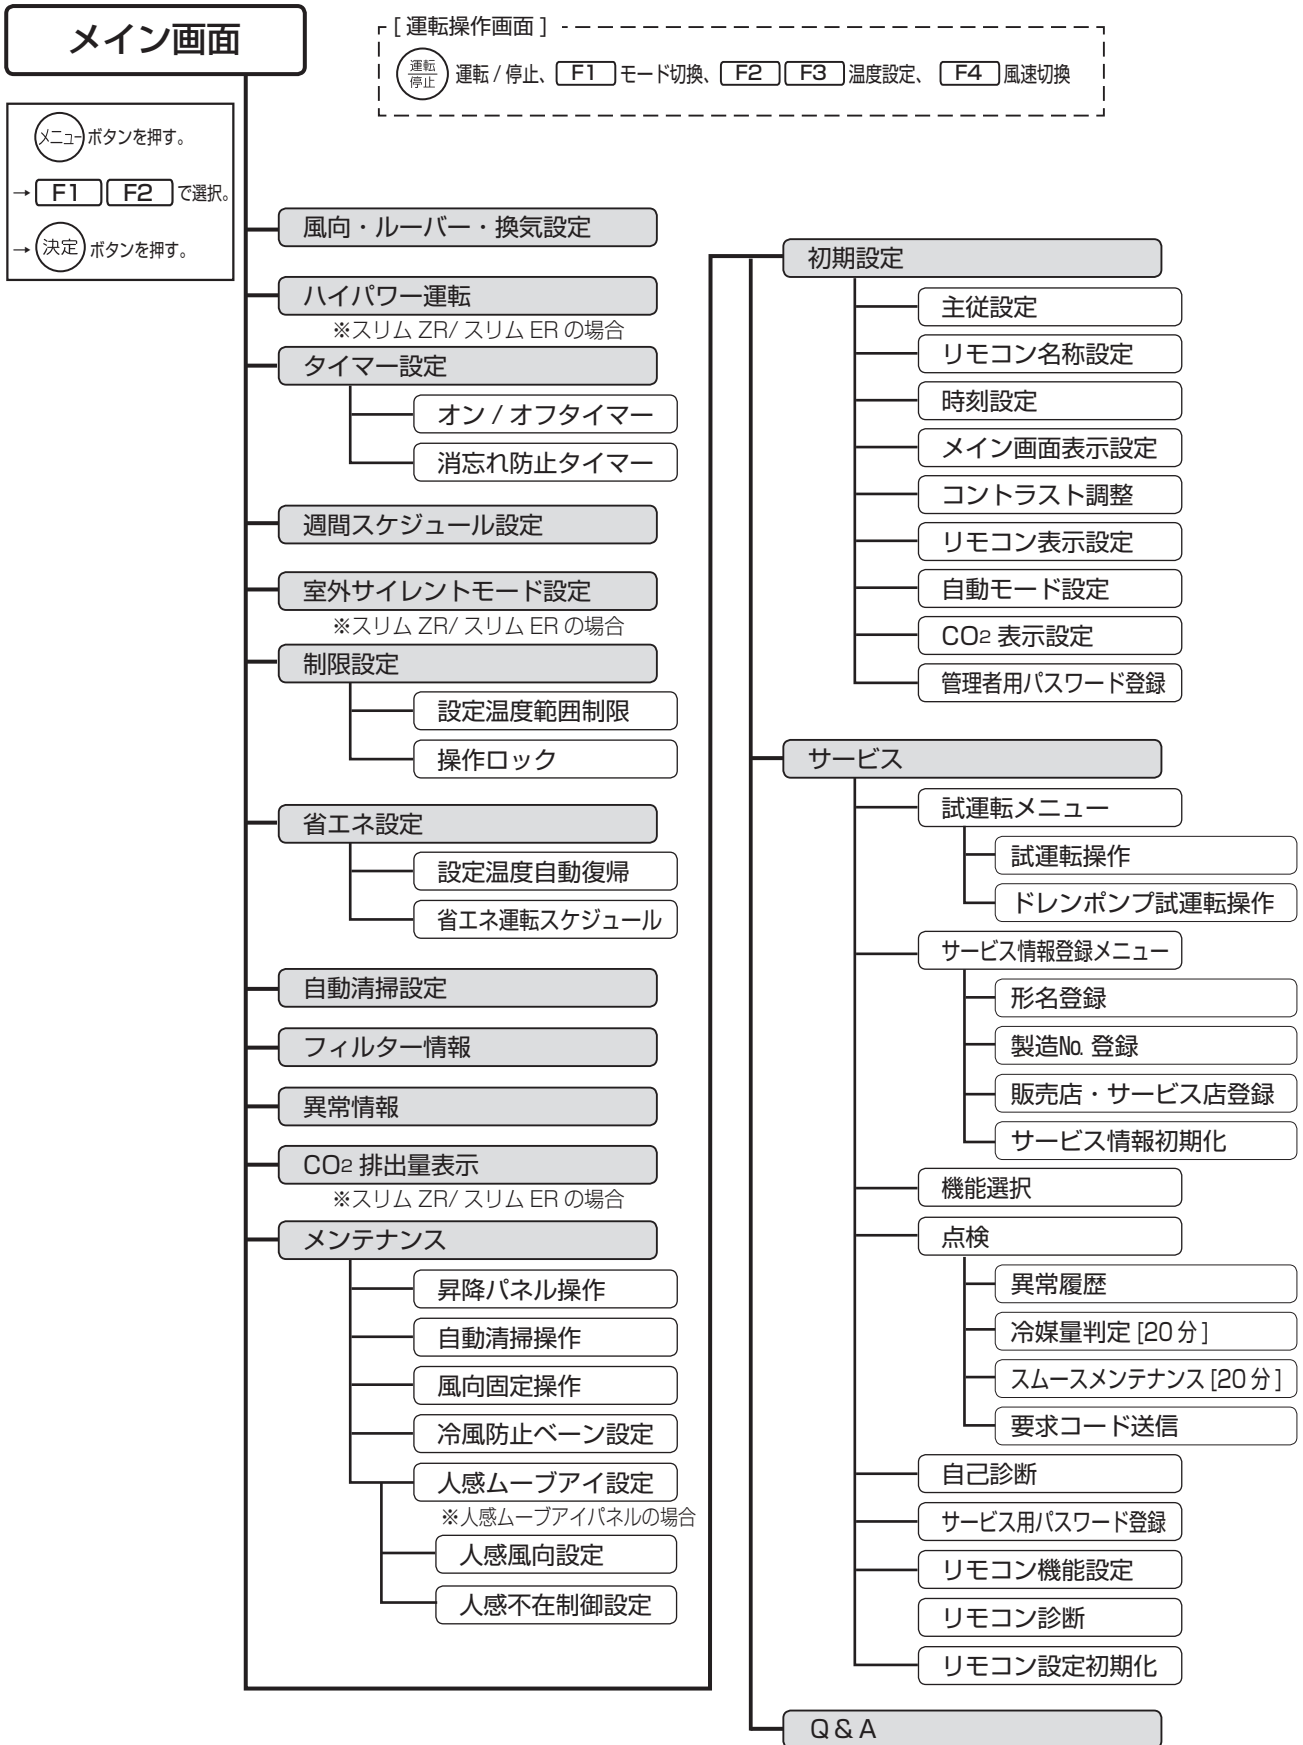 メイン画面
[ 運転操作画面 ]
運転
停止
運転 / 停止、 F1 モード切換、 F2 F3 温度設定、 F4 風速切換
メニュー ボタンを押す。
→ F1 F2 で選択。
→ 決定 ボタンを押す。
風向・ルーバー・換気設定
ハイパワー運転
※スリム ZR/ スリム ER の場合
タイマー設定
オン / オフタイマー
消忘れ防止タイマー
週間スケジュール設定
室外サイレントモード設定
※スリム ZR/ スリム ER の場合
制限設定
設定温度範囲制限
操作ロック
省エネ設定
設定温度自動復帰
省エネ運転スケジュール
自動清掃設定
フィルター情報
異常情報
CO2 排出量表示
※スリム ZR/ スリム ER の場合
メンテナンス
昇降パネル操作
自動清掃操作
風向固定操作
冷風防止ベーン設定
人感ムーブアイ設定
※人感ムーブアイパネルの場合
人感風向設定
人感不在制御設定
初期設定
主従設定
リモコン名称設定
時刻設定
メイン画面表示設定
コントラスト調整
リモコン表示設定
自動モード設定
CO2 表示設定
管理者用パスワード登録
サービス
試運転メニュー
試運転操作
ドレンポンプ試運転操作
サービス情報登録メニュー
形名登録
製造№ 登録
販売店・サービス店登録
サービス情報初期化
機能選択
点検
異常履歴
冷媒量判定 [20 分 ]
スムースメンテナンス [20 分 ]
要求コード送信
自己診断
サービス用パスワード登録
リモコン機能設定
リモコン診断
リモコン設定初期化
Q & A